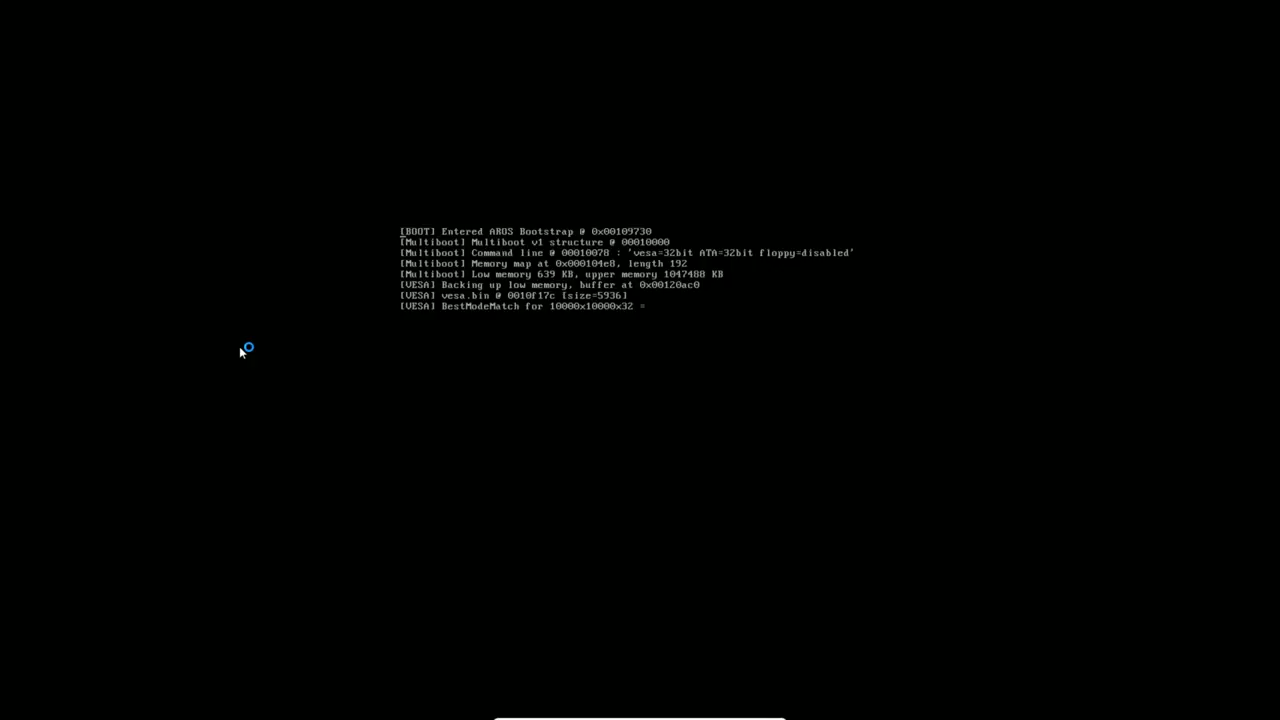 [BOOT] Entered AROS Bootstrap @ 0x00109730
[Multiboot] Multiboot v1 structure @ 00010000
[Multiboot] Command line @ 00010078 : 'vesa=32bit ATA=32bit floppy=disabled'
[Multiboot] Memory map at 0x000104e8, length 192
[Multiboot] Low memory 639 KB, upper memory 1047488 KB
[VESA] Backing up low memory, buffer at 0x00120ac0
[VESA] vesa.bin @ 0010f17c [size=5936]
[VESA] BestModeMatch for 10000x10000x32 =